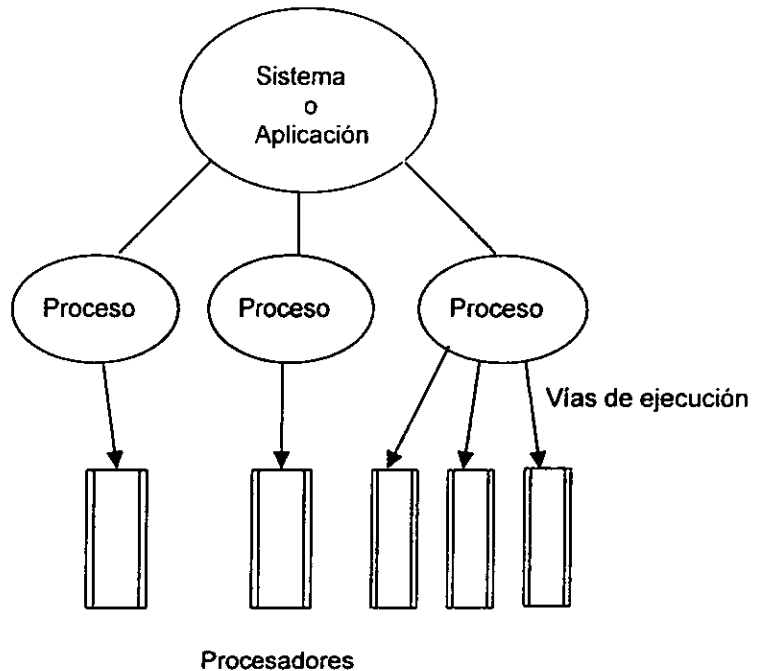 Sistema
o
Aplicación
Proceso
Proceso
Proceso
Vías de ejecución
Procesadores